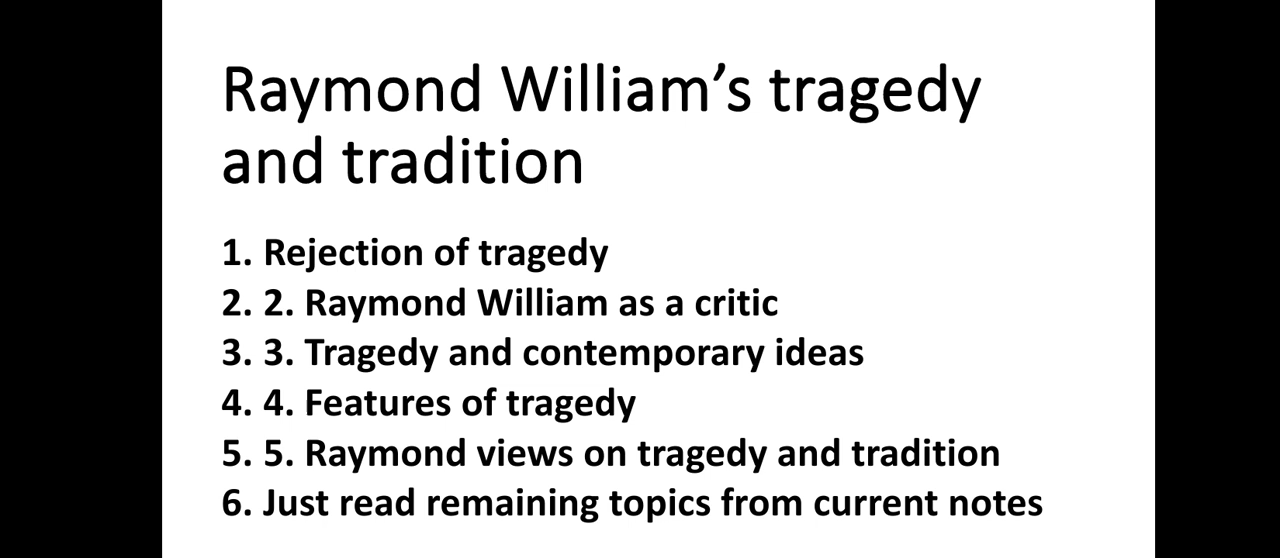 Raymond William’s tragedy
and tradition
1. Rejection of tragedy
2. 2. Raymond William as a critic
3. 3. Tragedy and contemporary ideas
4. 4. Features of tragedy
5. 5. Raymond views on tragedy and tradition
6. Just read remaining topics from current notes